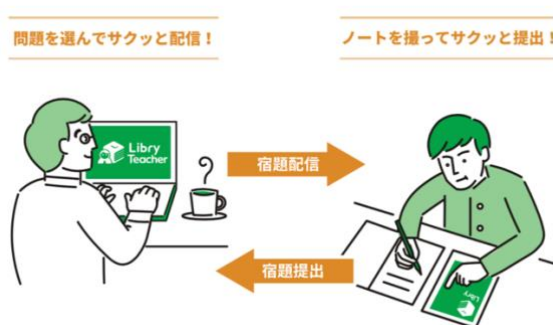 問題を選んでサクッと配信！
ノートを撮ってサクッと提出！
Libry
Teacher
宿題配信
宿題提出
Libry